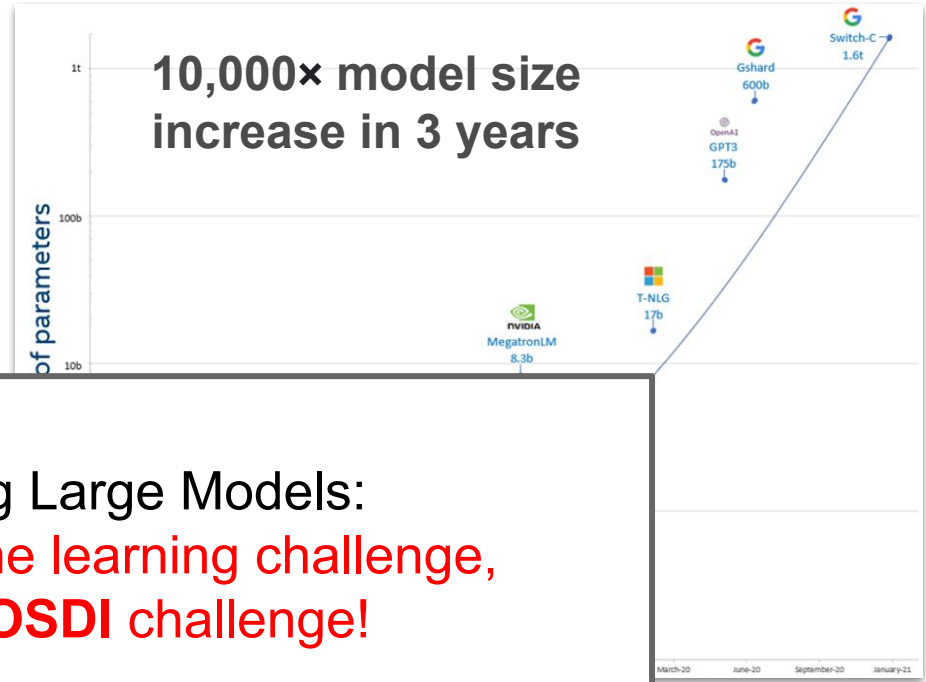 10,000× model size
increase in 3 years
1t
100b
10b
of parameters
Switch-C
1.6t
Gshard
600b
OpenAI
GPT3
175b
T-NLG
17b
NVIDIA
MegatronLM
8.3b
g Large Models:
ne learning challenge,
OSDI challenge!
March-20
June-20
September-20
January-21